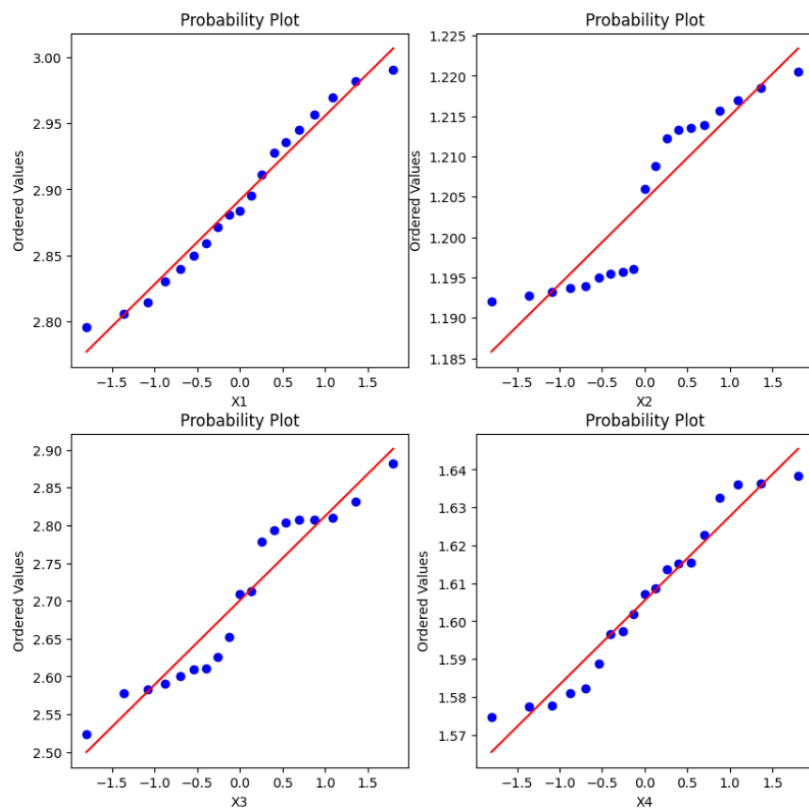 Probability Plot
3.00
2.95
2.90
2.85
2.80
Ordered Values
−1.5 −1.0 −0.5 0.0 0.5 1.0 1.5
X1
Probability Plot
1.225
1.220
1.215
1.210
1.205
1.200
1.195
1.190
1.185
Ordered Values
−1.5 −1.0 −0.5 0.0 0.5 1.0 1.5
X2
Probability Plot
2.90
2.85
2.80
2.75
2.70
2.65
2.60
2.55
2.50
Ordered Values
−1.5 −1.0 −0.5 0.0 0.5 1.0 1.5
X3
Probability Plot
1.64
1.63
1.62
1.61
1.60
1.59
1.58
1.57
Ordered Values
−1.5 −1.0 −0.5 0.0 0.5 1.0 1.5
X4